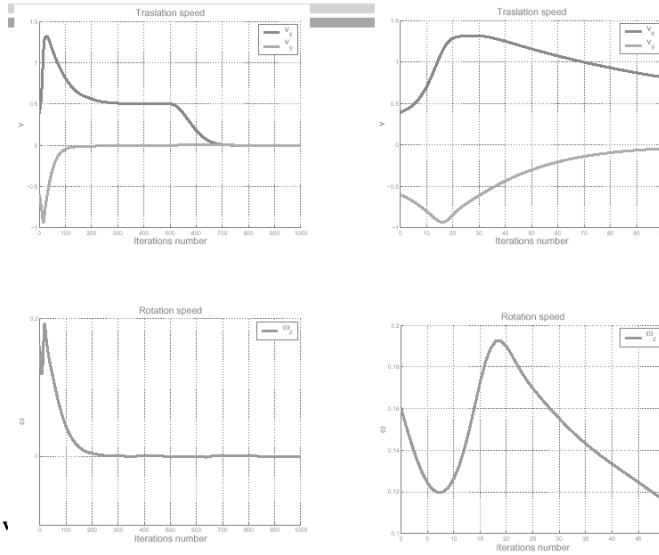 Traslation speed
1.5
1
0.5
0
-0.5
-1
v
v_x
v_y
0 100 200 300 400 500 600 700 800 900 1000
Iterations number
Traslation speed
1.5
1
0.5
0
-0.5
-1
v
v_x
v_y
0 10 20 30 40 50 60 70 80 90
Iterations number
Rotation speed
0.2
0
ω
ω_z
0 100 200 300 400 500 600 700 800 900 1000
Iterations number
Rotation speed
0.2
0.18
0.16
0.14
0.12
0.1
ω
ω_z
0 5 10 15 20 25 30 35 40 45
Iterations number